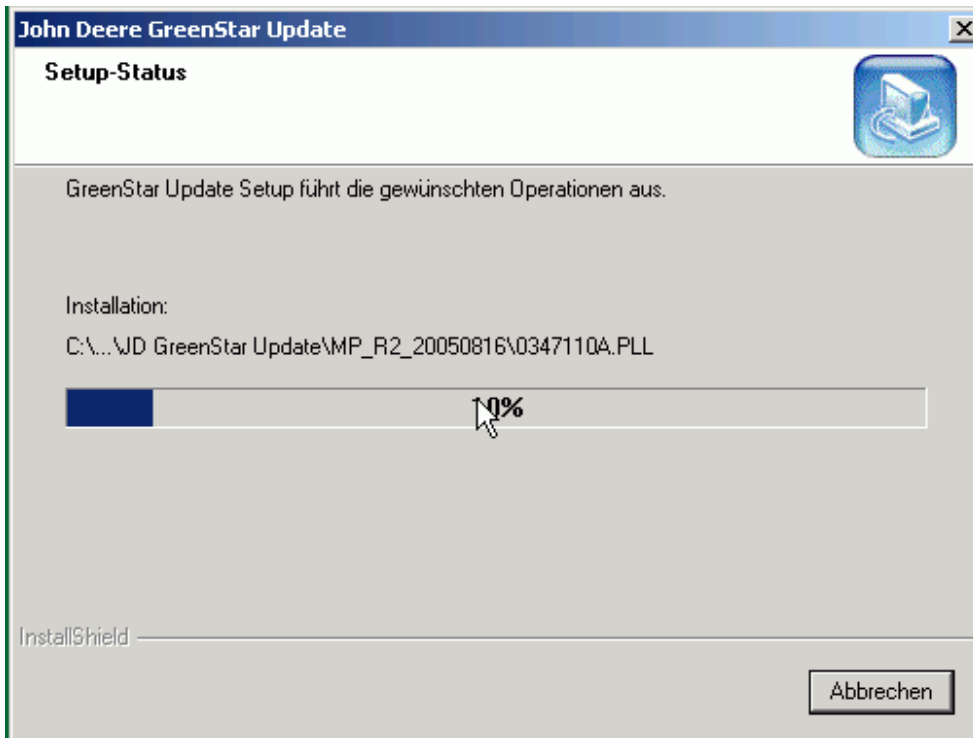 John Deere GreenStar Update
Setup-Status
GreenStar Update Setup führt die gewünschten Operationen aus.
Installation:
C:\...\JD GreenStar Update\MP_R2_20050816\0347110A.PLL
10%
InstallShield
Abbrechen